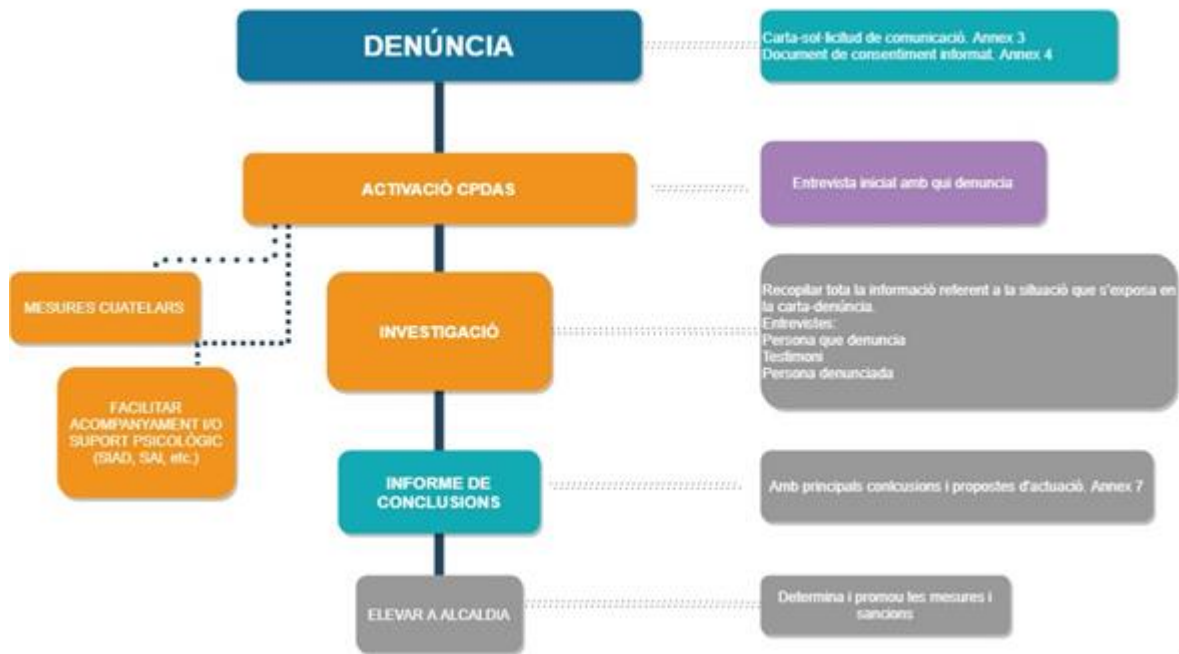 DENÚNCIA
Carta-sol·licitud de comunicació. Annex 3
Document de consentiment informat. Annex 4
ACTIVACIÓ CPDAS
Entrevista inicial amb qui denuncia
MESURES CUATELARS
FACILITAR
ACOMPANYAMENT I/O
SUPORT PSICOLÒGIC
(SIAD, SAI, etc.)
INVESTIGACIÓ
Recopilar tota la informació referent a la situació que s'exposa en
la carta-denúncia.
Entrevistes:
Persona que denuncia
Testimoni
Persona denunciada
INFORME DE
CONCLUSIONS
Amb principals conlcusions i propostes d'actuació. Annex 7
ELEVAR A ALCALDIA
Determina i promou les mesures i
sancions